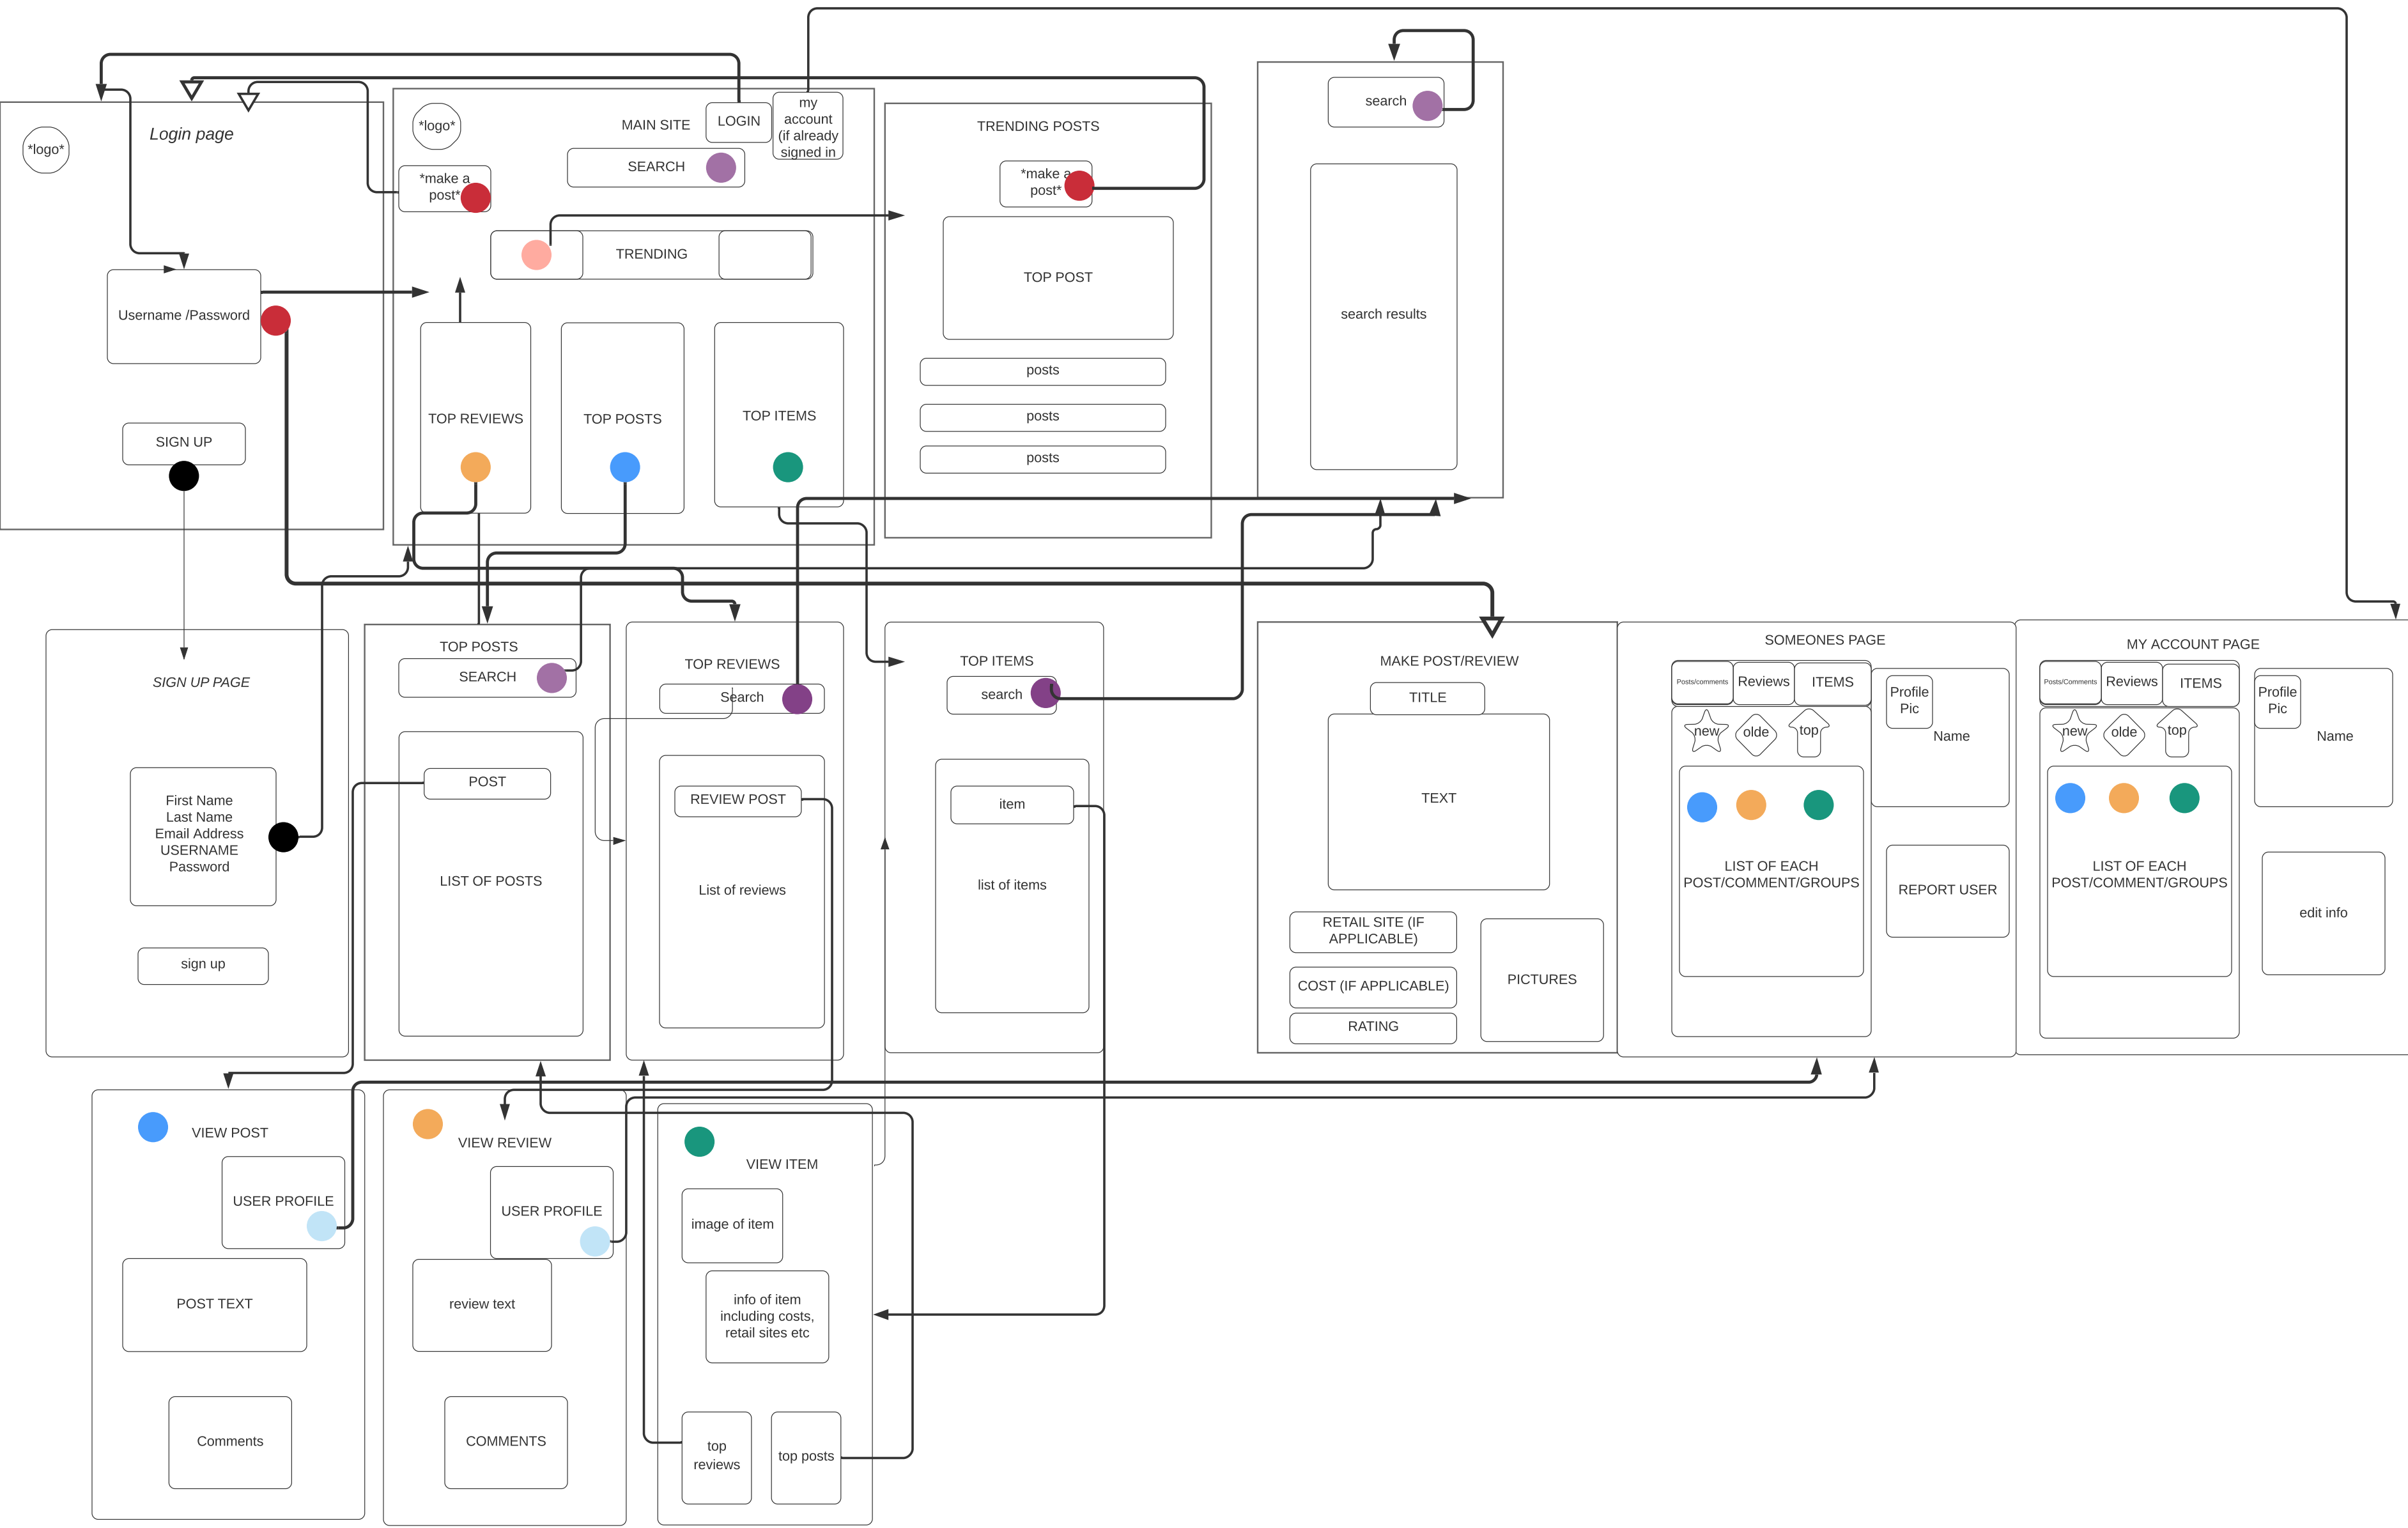 Login page
*logo*
Username /Password
SIGN UP
*logo*
MAIN SITE
LOGIN
my
account
(if already
signed in
SEARCH
*make a
post*
TRENDING
TOP REVIEWS
TOP POSTS
TOP ITEMS
TRENDING POSTS
*make a
post*
TOP POST
posts
posts
posts
search
search results
SIGN UP PAGE
First Name
Last Name
Email Address
USERNAME
Password
sign up
TOP POSTS
SEARCH
POST
LIST OF POSTS
TOP REVIEWS
Search
REVIEW POST
List of reviews
TOP ITEMS
search
item
list of items
MAKE POST/REVIEW
TITLE
TEXT
RETAIL SITE (IF
APPLICABLE)
COST (IF APPLICABLE)
RATING
PICTURES
SOMEONES PAGE
Posts/comments
Reviews
ITEMS
new
olde
top
Profile
Pic
Name
LIST OF EACH
POST/COMMENT/GROUPS
REPORT USER
MY ACCOUNT PAGE
Posts/Comments
Reviews
ITEMS
new
olde
top
Profile
Pic
Name
LIST OF EACH
POST/COMMENT/GROUPS
edit info
VIEW POST
USER PROFILE
POST TEXT
Comments
VIEW REVIEW
USER PROFILE
review text
COMMENTS
VIEW ITEM
image of item
info of item
including costs,
retail sites etc
top
reviews
top posts